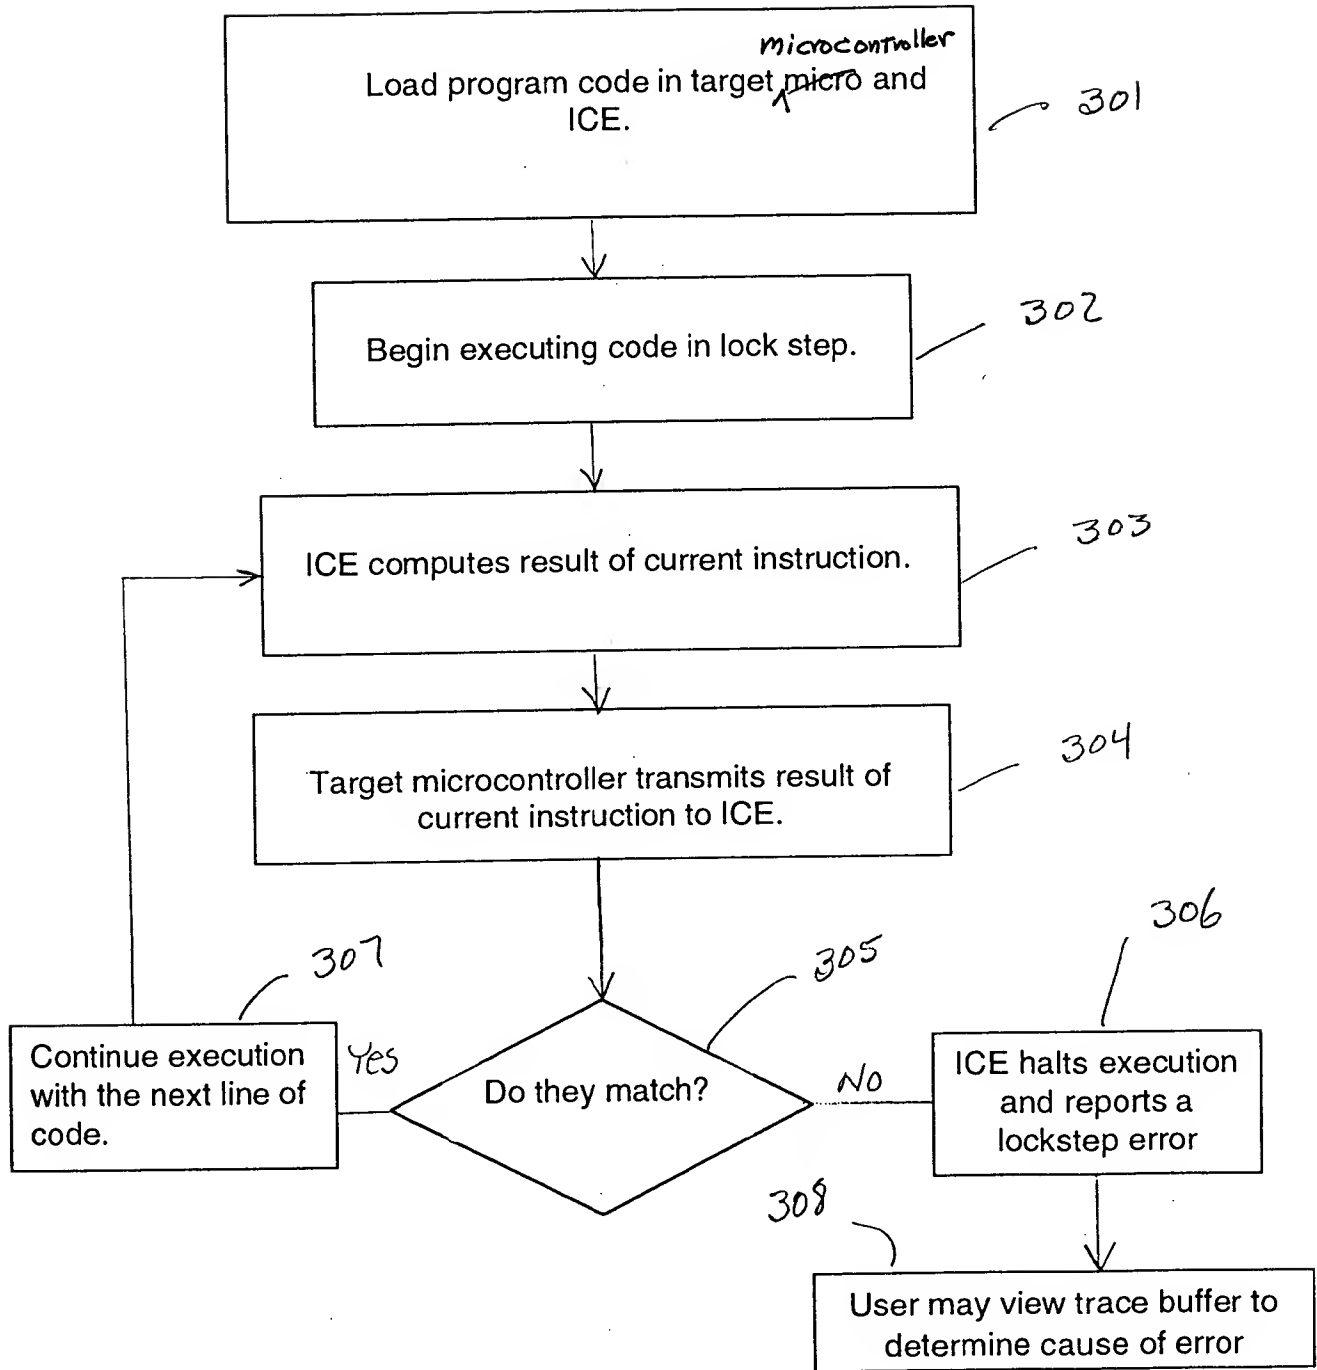 microcontroller
Load program code in target micro and
ICE.
301
Begin executing code in lock step.
302
ICE computes result of current instruction.
303
Target microcontroller transmits result of
current instruction to ICE.
304
305
Do they match?
Yes
307
Continue execution
with the next line of
code.
No
306
ICE halts execution
and reports a
lockstep error
308
User may view trace buffer to
determine cause of error